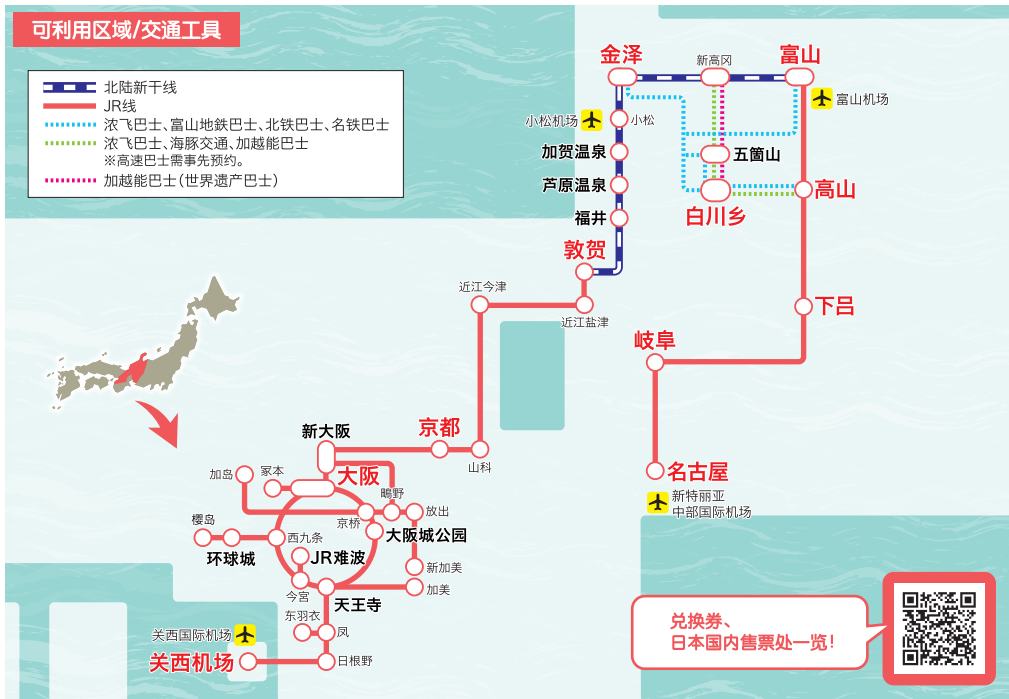 可利用区域/交通工具
北陆新干线
JR线
浓飞巴士、富山地鉄巴士、北铁巴士、名铁巴士
浓飞巴士、海豚交通、加越能巴士
※高速巴士需事先预约。
加越能巴士(世界遗产巴士)
金泽
新高冈
富山
富山机场
小松机场
小松
加贺温泉
五箇山
芦原温泉
高山
白川乡
福井
敦贺
近江今津
近江盐津
下吕
岐阜
京都
新大阪
山科
名古屋
大阪
加岛
冢本
鴫野
新特丽亚
中部国际机场
樱岛
京桥
放出
西九条
大阪城公园
环球城
JR难波
新加美
加美
今宫
天王寺
东羽衣
关西国际机场
凤
关西机场
日根野
兑换券、
日本国内售票处一览!